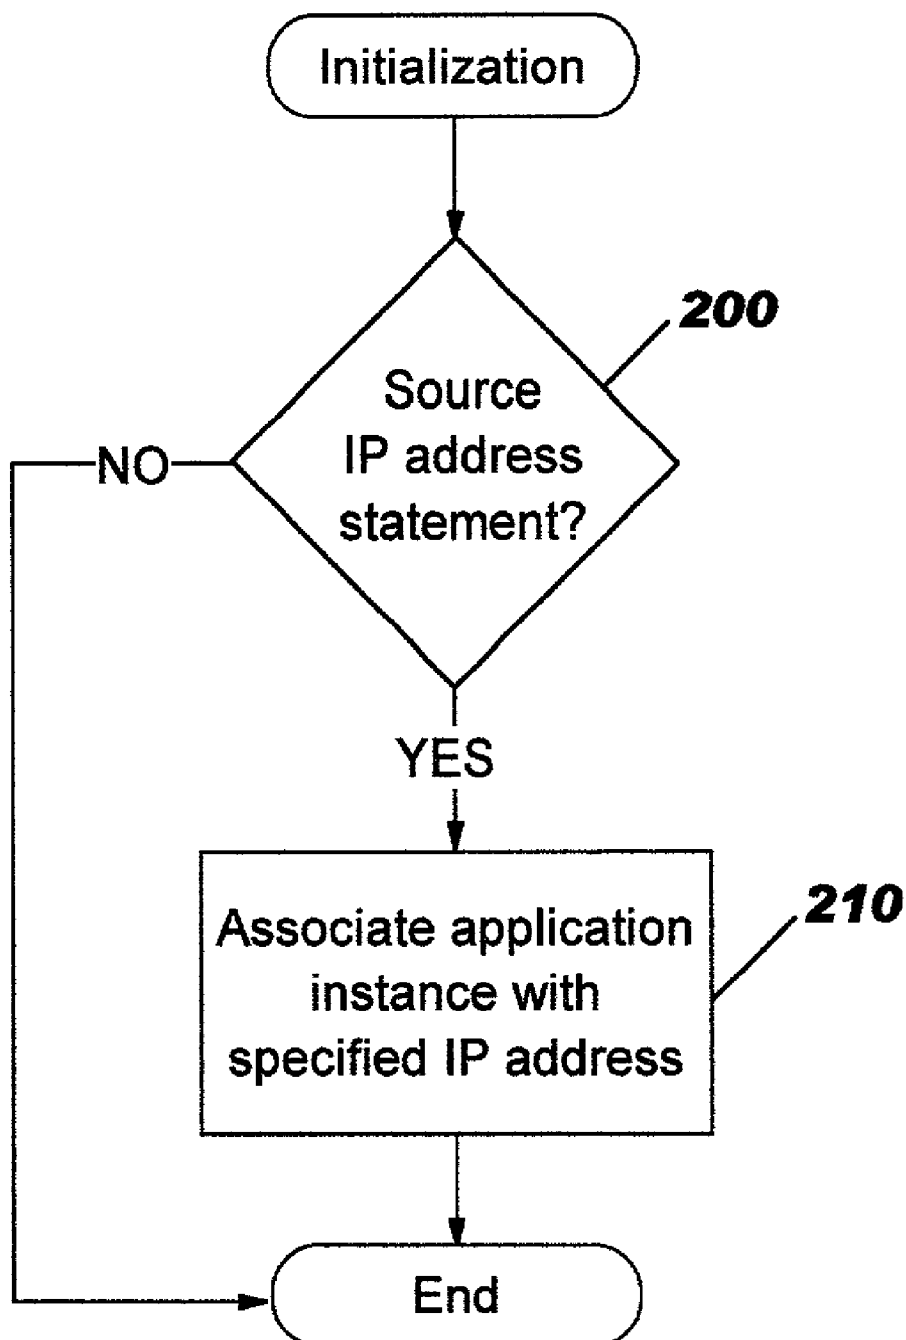 Initialization
200
Source
IP address
statement?
NO
YES
210
Associate application
instance with
specified IP address
End